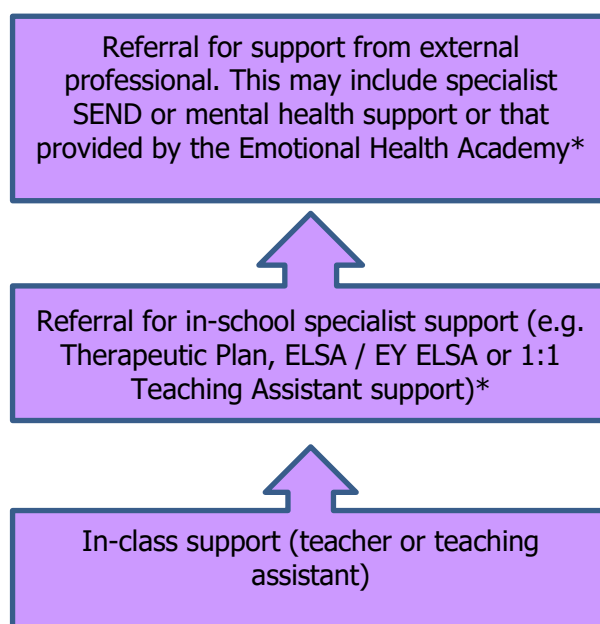 Referral for support from external
professional. This may include specialist
SEND or mental health support or that
provided by the Emotional Health Academy*
Referral for in-school specialist support (e.g.
Therapeutic Plan, ELSA / EY ELSA or 1:1
Teaching Assistant support)*
In-class support (teacher or teaching
assistant)